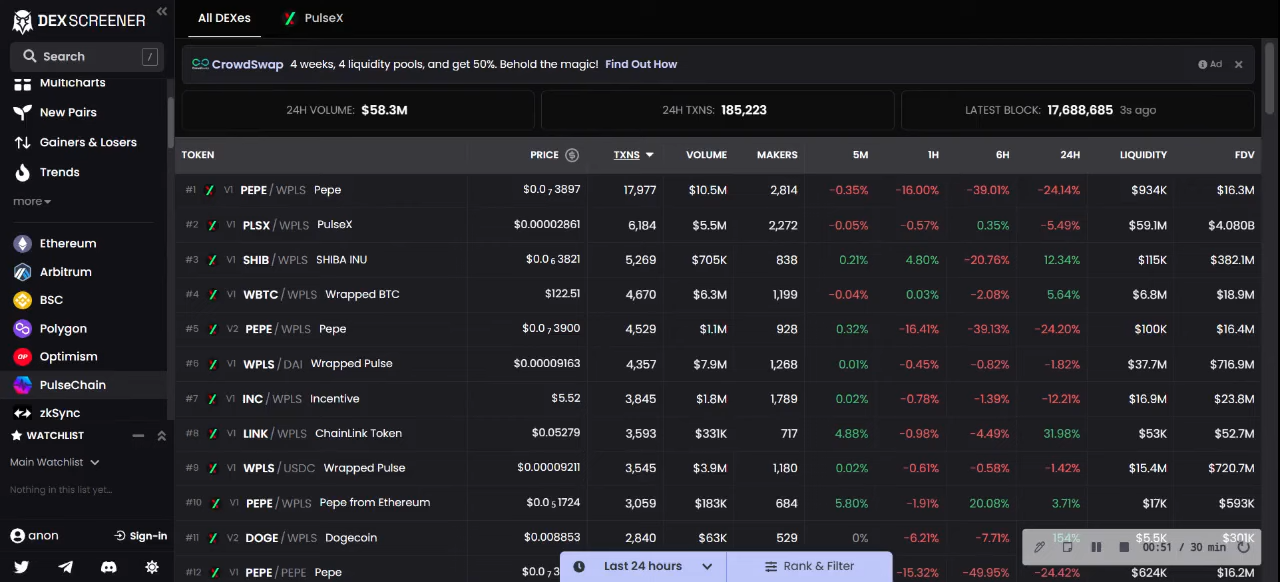 DEXSCREENER
Search /
Multicharts
New Pairs
Gainers & Losers
Trends
more
Ethereum
Arbitrum
BSC
Polygon
OP Optimism
PulseChain
zkSync
WATCHLIST
Main Watchlist
Nothing in this list yet...
anon Sign-in
All DEXes PulseX
CrowdSwap 4 weeks, 4 liquidity pools, and get 50%. Behold the magic! Find Out How Ad
24H VOLUME: $58.3M 24H TXNS: 185,223 LATEST BLOCK: 17,688,685 3s ago
TOKEN PRICE $ TXNS VOLUME MAKERS 5M 1H 6H 24H LIQUIDITY FDV
#1 V1 PEPE / WPLS Pepe $0.0₇3897 17,977 $10.5M 2,814 -0.35% -16.00% -39.01% -24.14% $934K $16.3M
#2 V1 PLSX / WPLS PulseX $0.00002861 6,184 $5.5M 2,272 -0.05% -0.57% 0.35% -5.49% $59.1M $4.080B
#3 V1 SHIB / WPLS SHIBA INU $0.0₆3821 5,269 $705K 838 0.21% 4.80% -20.76% 12.34% $115K $382.1M
#4 V1 WBTC / WPLS Wrapped BTC $122.51 4,670 $6.3M 1,199 -0.04% 0.03% -2.08% 5.64% $6.8M $18.9M
#5 V2 PEPE / WPLS Pepe $0.0₇3900 4,529 $1.1M 928 0.32% -16.41% -39.13% -24.20% $100K $16.4M
#6 V1 WPLS / DAI Wrapped Pulse $0.00009163 4,357 $7.9M 1,268 0.01% -0.45% -0.82% -1.82% $37.7M $716.9M
#7 V1 INC / WPLS Incentive $5.52 3,845 $1.8M 1,789 0.02% -0.78% -1.39% -12.21% $16.9M $23.8M
#8 V1 LINK / WPLS ChainLink Token $0.05279 3,593 $331K 717 4.88% -0.98% -4.49% 31.98% $53K $52.7M
#9 V1 WPLS / USDC Wrapped Pulse $0.00009211 3,545 $3.9M 1,180 0.02% -0.61% -0.58% -1.42% $15.4M $720.7M
#10 V1 PEPE / WPLS Pepe from Ethereum $0.0₅1724 3,059 $183K 684 5.80% -1.91% 20.08% 3.71% $17K $593K
#11 V2 DOGE / WPLS Dogecoin $0.008853 2,840 $63K 529 0% -6.21% -7.71% 154% $5.5K $301K
#12 V1 PEPE / PEPE Pepe $0.0₇3 -15.32% -49.95% -24.42% $624K $16.2M
Last 24 hours Rank & Filter
00:51 / 30 min